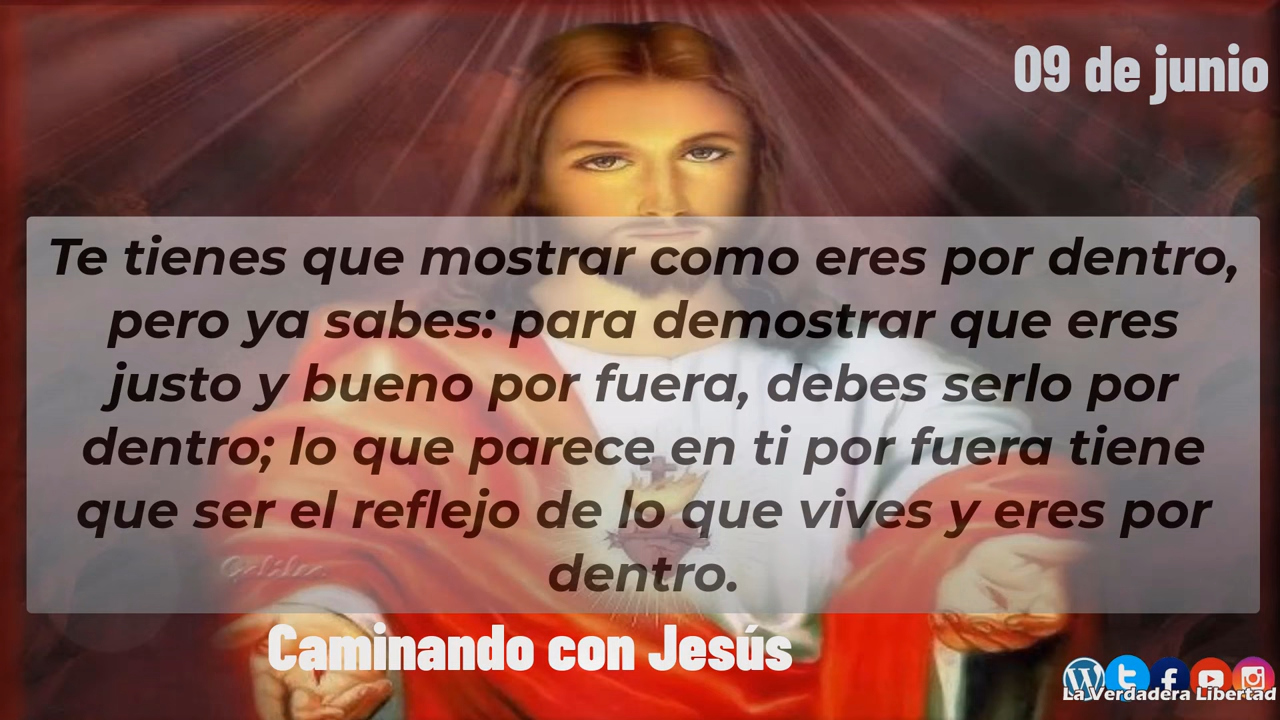 09 de junio
Te tienes que mostrar como eres por dentro,
pero ya sabes: para demostrar que eres
justo y bueno por fuera, debes serlo por
dentro; lo que parece en ti por fuera tiene
que ser el reflejo de lo que vives y eres por
dentro.
Caminando con Jesús
La Verdadera Libertad